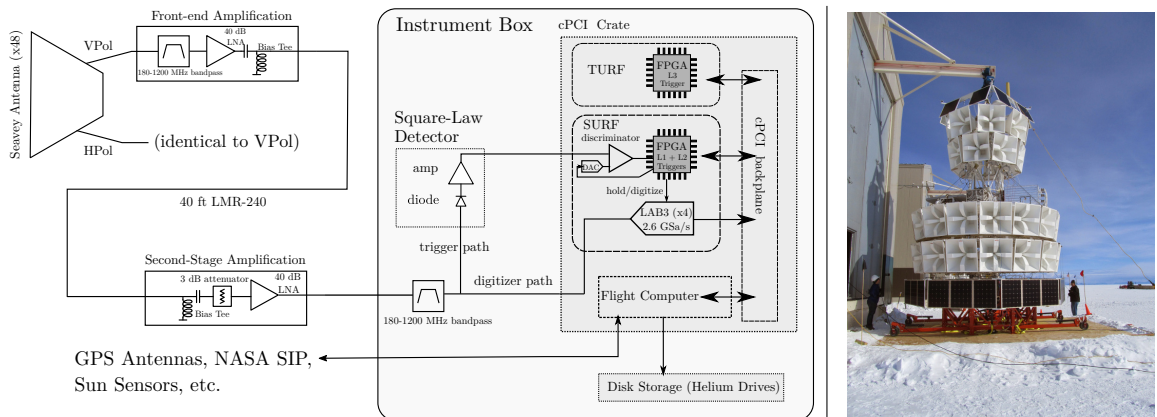 Front-end Amplification
Seavey Antenna (x48)
VPol
HPol
180-1200 MHz bandpass
40 dB
LNA
Bias Tee
(identical to VPol)
40 ft LMR-240
Second-Stage Amplification
3 dB attenuator
40 dB
LNA
Bias Tee
GPS Antennas, NASA SIP,
Sun Sensors, etc.
Instrument Box
180-1200 MHz bandpass
trigger path
digitizer path
Square-Law
Detector
amp
diode
cPCI Crate
TURF
FPGA
L3
Trigger
SURF
discriminator
DAC
FPGA
L1 + L2
Triggers
hold/digitize
LAB3 (x4)
2.6 GSa/s
cPCI backplane
Flight Computer
Disk Storage (Helium Drives)